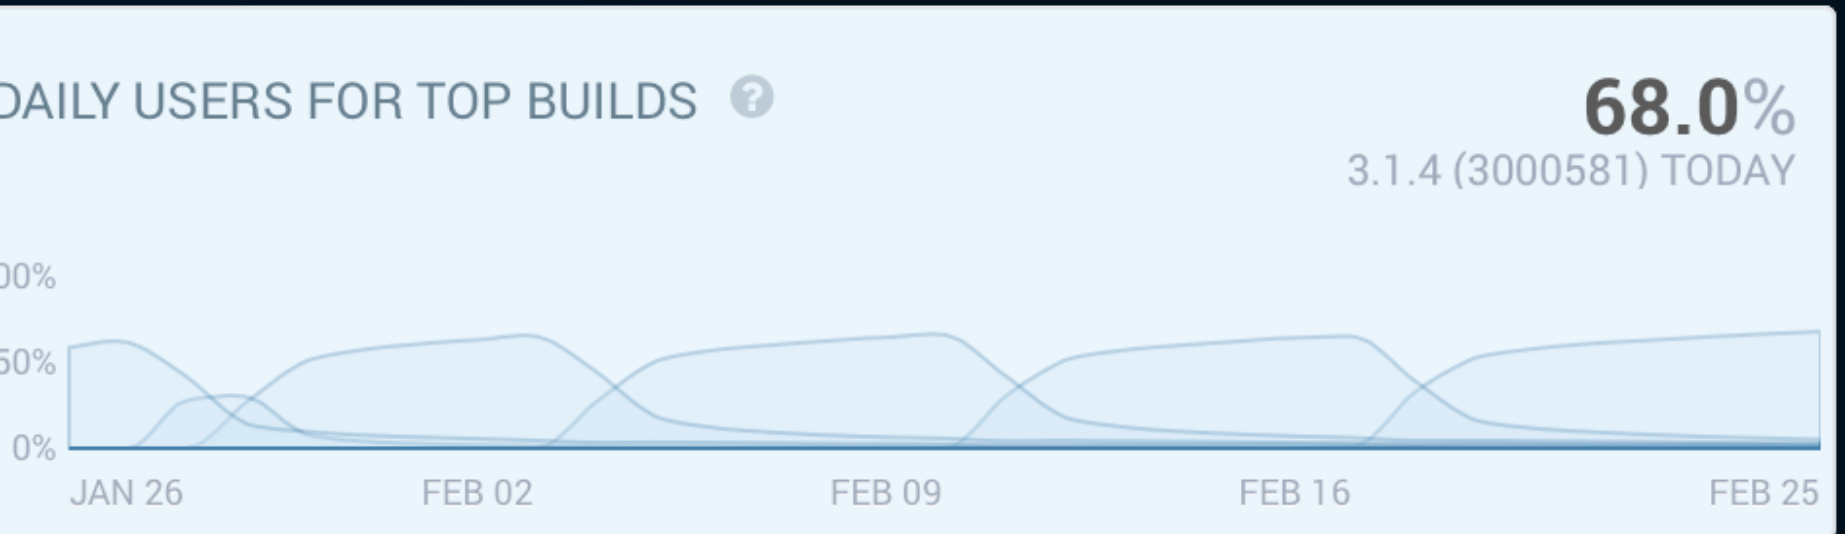 DAILY USERS FOR TOP BUILDS ?
68.0%
3.1.4 (3000581) TODAY
00%
50%
0%
JAN 26 FEB 02 FEB 09 FEB 16 FEB 25